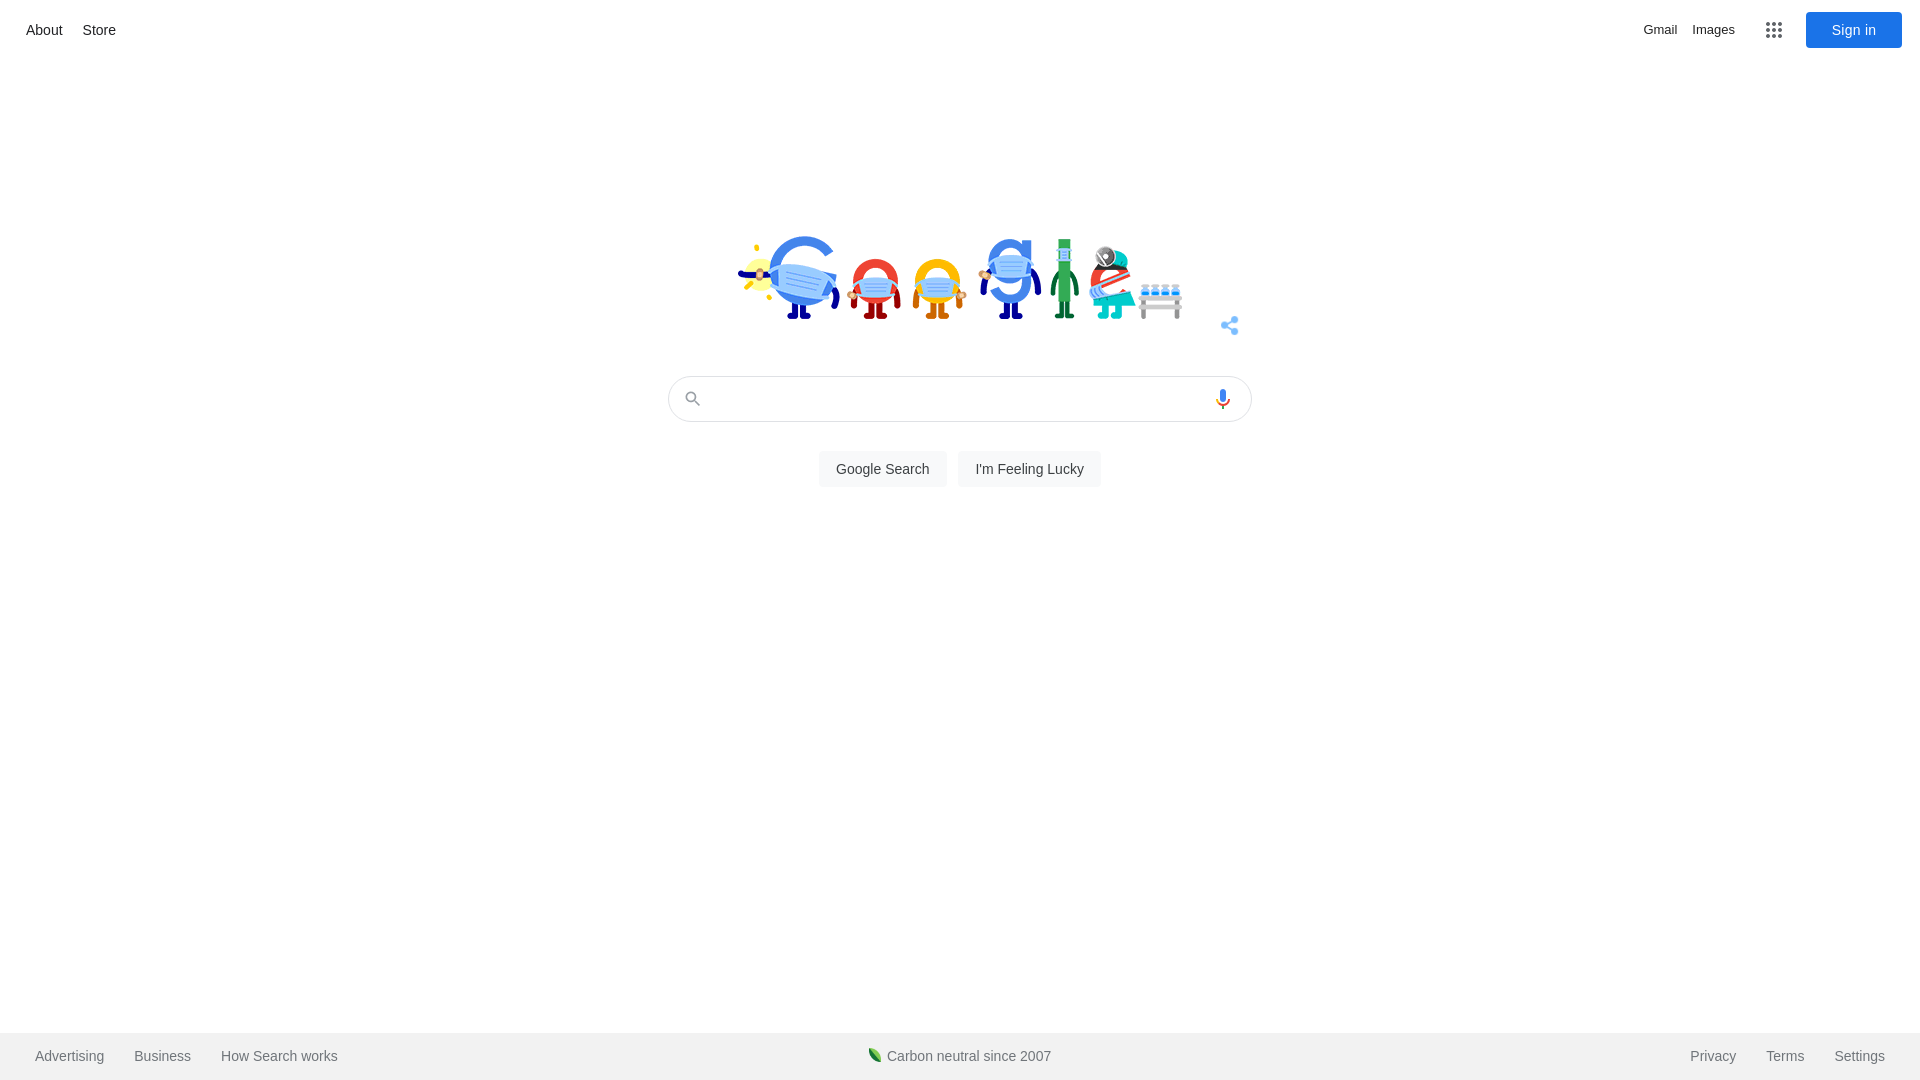 About Store Gmail Images Sign in
Google
Google Search I'm Feeling Lucky
Advertising Business How Search works Carbon neutral since 2007 Privacy Terms Settings